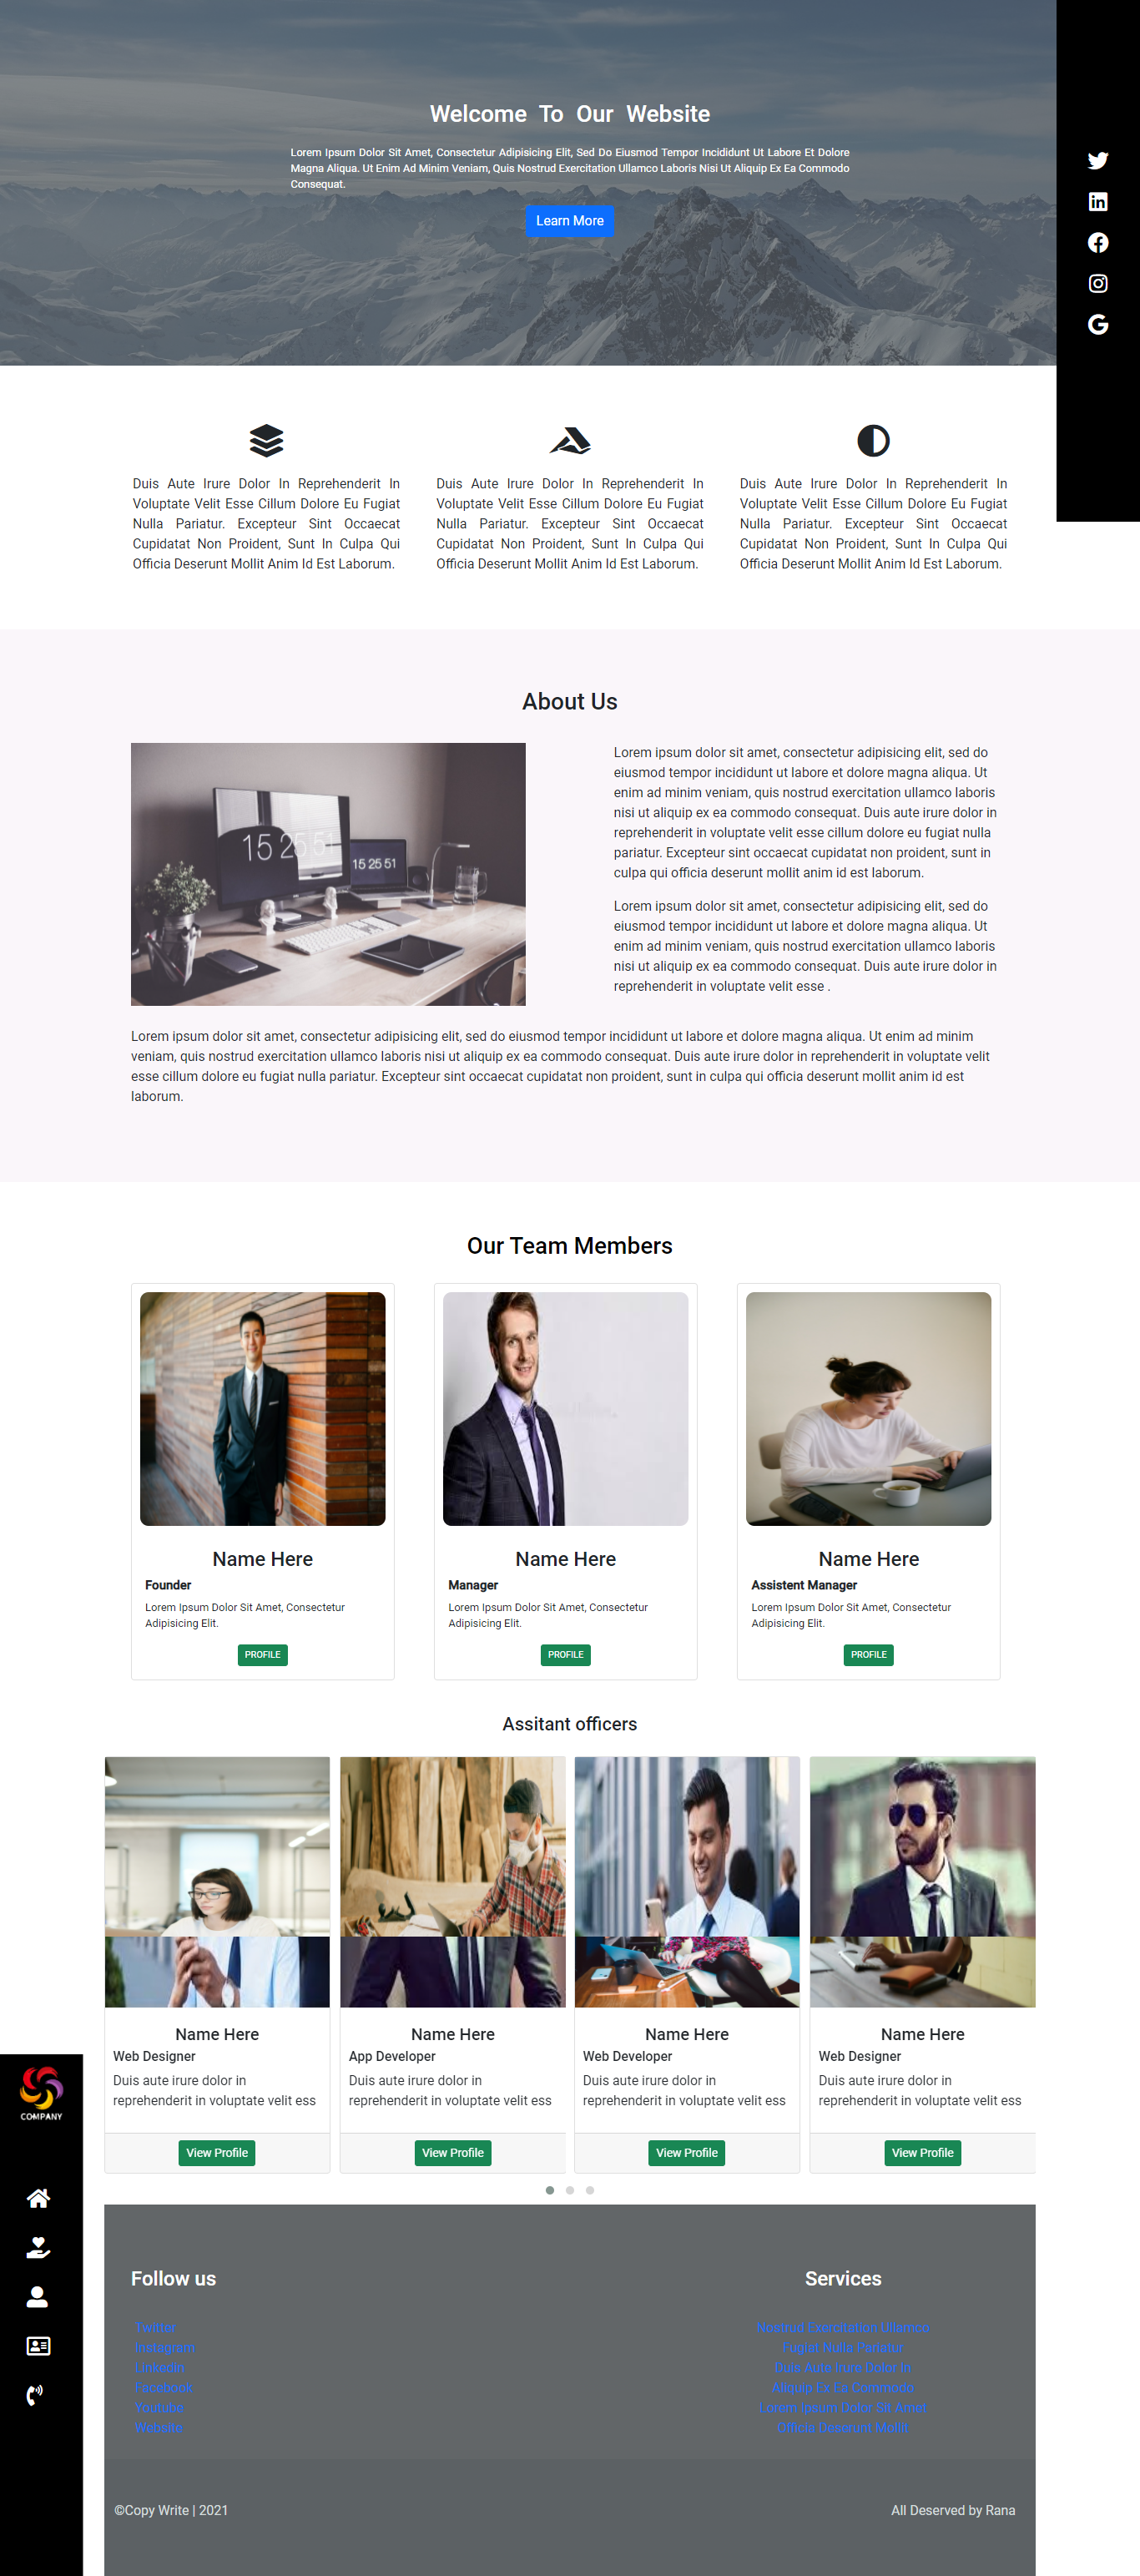 Welcome To Our Website
Lorem Ipsum Dolor Sit Amet, Consectetur Adipisicing Elit, Sed Do Eiusmod Tempor Incididunt Ut Labore Et Dolore
Magna Aliqua. Ut Enim Ad Minim Veniam, Quis Nostrud Exercitation Ullamco Laboris Nisi Ut Aliquip Ex Ea Commodo
Consequat.
Learn More
Duis Aute Irure Dolor In Reprehenderit In
Voluptate Velit Esse Cillum Dolore Eu Fugiat
Nulla Pariatur. Excepteur Sint Occaecat
Cupidatat Non Proident, Sunt In Culpa Qui
Officia Deserunt Mollit Anim Id Est Laborum.
Duis Aute Irure Dolor In Reprehenderit In
Voluptate Velit Esse Cillum Dolore Eu Fugiat
Nulla Pariatur. Excepteur Sint Occaecat
Cupidatat Non Proident, Sunt In Culpa Qui
Officia Deserunt Mollit Anim Id Est Laborum.
Duis Aute Irure Dolor In Reprehenderit In
Voluptate Velit Esse Cillum Dolore Eu Fugiat
Nulla Pariatur. Excepteur Sint Occaecat
Cupidatat Non Proident, Sunt In Culpa Qui
Officia Deserunt Mollit Anim Id Est Laborum.
About Us
15 25 51
15 25 51
Lorem ipsum dolor sit amet, consectetur adipisicing elit, sed do
eiusmod tempor incididunt ut labore et dolore magna aliqua. Ut
enim ad minim veniam, quis nostrud exercitation ullamco laboris
nisi ut aliquip ex ea commodo consequat. Duis aute irure dolor in
reprehenderit in voluptate velit esse cillum dolore eu fugiat nulla
pariatur. Excepteur sint occaecat cupidatat non proident, sunt in
culpa qui officia deserunt mollit anim id est laborum.
Lorem ipsum dolor sit amet, consectetur adipisicing elit, sed do
eiusmod tempor incididunt ut labore et dolore magna aliqua. Ut
enim ad minim veniam, quis nostrud exercitation ullamco laboris
nisi ut aliquip ex ea commodo consequat. Duis aute irure dolor in
reprehenderit in voluptate velit esse .
Lorem ipsum dolor sit amet, consectetur adipisicing elit, sed do eiusmod tempor incididunt ut labore et dolore magna aliqua. Ut enim ad minim
veniam, quis nostrud exercitation ullamco laboris nisi ut aliquip ex ea commodo consequat. Duis aute irure dolor in reprehenderit in voluptate velit
esse cillum dolore eu fugiat nulla pariatur. Excepteur sint occaecat cupidatat non proident, sunt in culpa qui officia deserunt mollit anim id est
laborum.
Our Team Members
Name Here
Founder
Lorem Ipsum Dolor Sit Amet, Consectetur
Adipisicing Elit.
PROFILE
Name Here
Manager
Lorem Ipsum Dolor Sit Amet, Consectetur
Adipisicing Elit.
PROFILE
Name Here
Assistent Manager
Lorem Ipsum Dolor Sit Amet, Consectetur
Adipisicing Elit.
PROFILE
Assitant officers
Name Here
Web Designer
Duis aute irure dolor in
reprehenderit in voluptate velit ess
View Profile
Name Here
App Developer
Duis aute irure dolor in
reprehenderit in voluptate velit ess
View Profile
Name Here
Web Developer
Duis aute irure dolor in
reprehenderit in voluptate velit ess
View Profile
Name Here
Web Designer
Duis aute irure dolor in
reprehenderit in voluptate velit ess
View Profile
COMPANY
Follow us
Twitter
Instagram
Linkedin
Facebook
Youtube
Website
Services
Nostrud Exercitation Ullamco
Fugiat Nulla Pariatur
Duis Aute Irure Dolor In
Aliquip Ex Ea Commodo
Lorem Ipsum Dolor Sit Amet
Officia Deserunt Mollit
©Copy Write | 2021
All Deserved by Rana